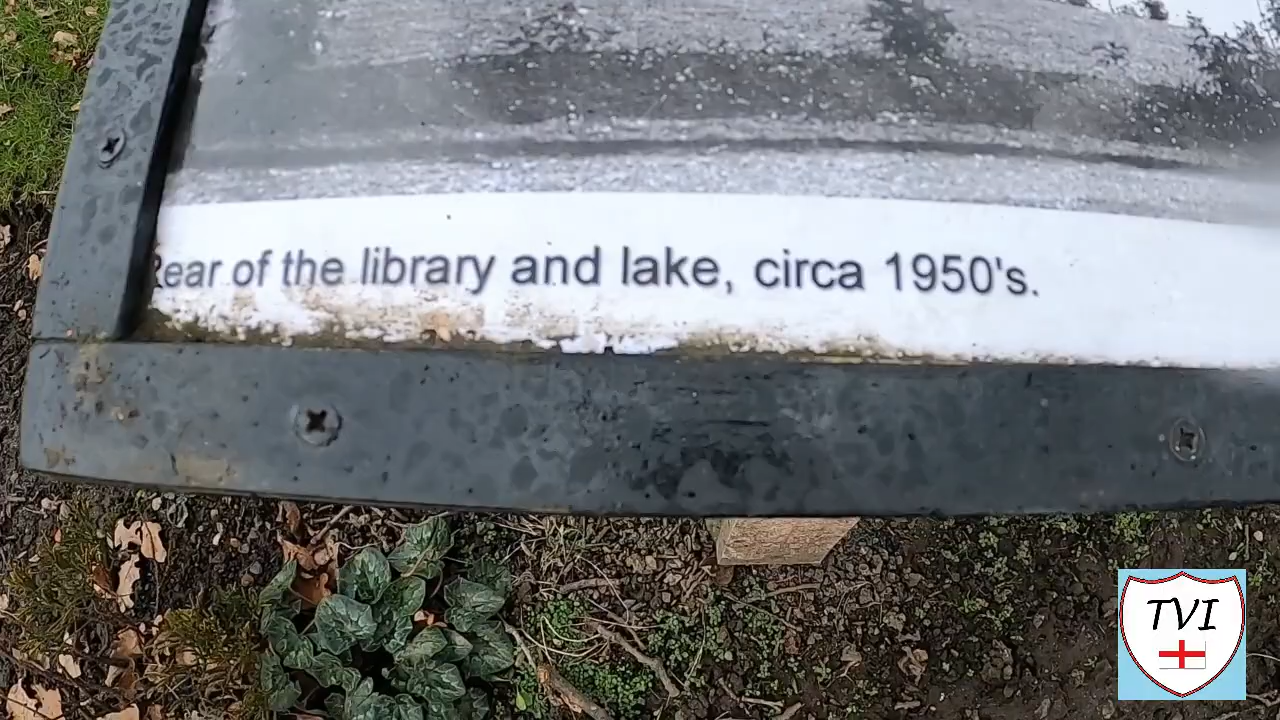 Rear of the library and lake, circa 1950's.
TVI